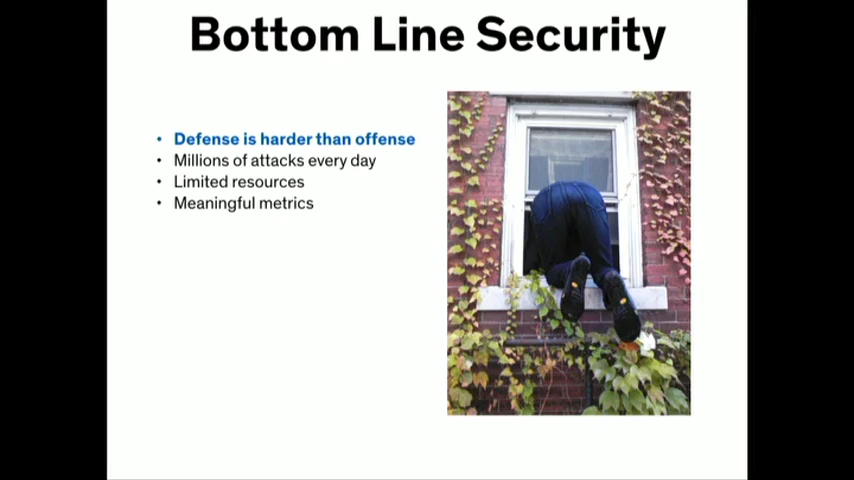 Bottom Line Security
• Defense is harder than offense
• Millions of attacks every day
• Limited resources
• Meaningful metrics